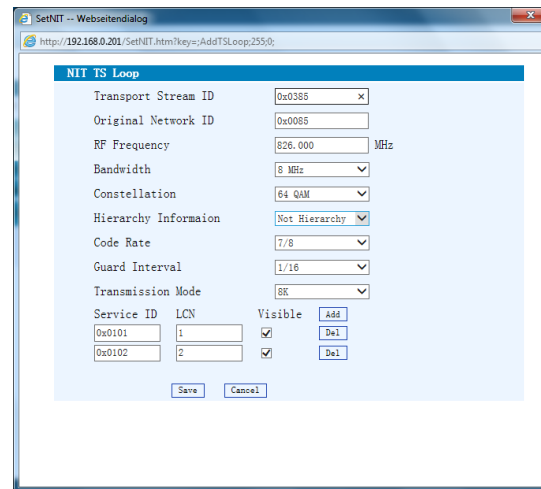 SetNIT -- Webseitendialog
http://192.168.0.201/SetNIT.htm?key=;AddTSLoop;255;0;
NIT TS Loop
Transport Stream ID 0x0385 ×
Original Network ID 0x0085
RF Frequency 826.000 MHz
Bandwidth 8 MHz
Constellation 64 QAM
Hierarchy Informaion Not Hierarchy
Code Rate 7/8
Guard Interval 1/16
Transmission Mode 8K
Service ID LCN Visible Add
0x0101 1 Del
0x0102 2 Del
Save Cancel